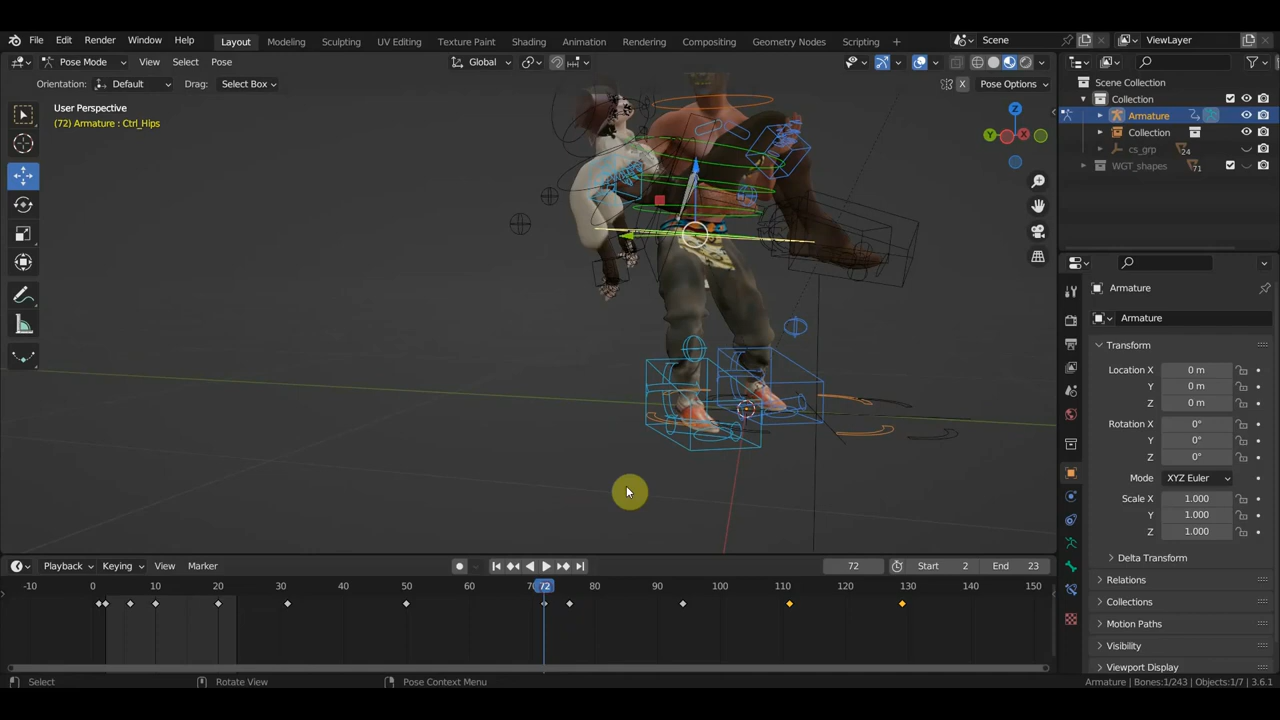 File Edit Render Window Help Layout Modeling Sculpting UV Editing Texture Paint Shading Animation Rendering Compositing Geometry Nodes Scripting + Scene ViewLayer
Pose Mode View Select Pose Global X Pose Options
Orientation: Default Drag: Select Box
User Perspective
(72) Armature : Ctrl_Hips
Z
Y
X
Scene Collection
Collection
Armature
Collection
cs_grp 24
WGT_shapes 71
Armature
Armature
Transform
Location X 0 m
Y 0 m
Z 0 m
Rotation X 0°
Y 0°
Z 0°
Mode XYZ Euler
Scale X 1.000
Y 1.000
Z 1.000
Delta Transform
Relations
Collections
Motion Paths
Visibility
Viewport Display
Playback Keying View Marker 72 Start 2 End 23
-10 0 10 20 30 40 50 60 72 80 90 100 110 120 130 140 150
Select Rotate View Pose Context Menu Armature | Bones:1/243 | Objects:1/7 | 3.6.1